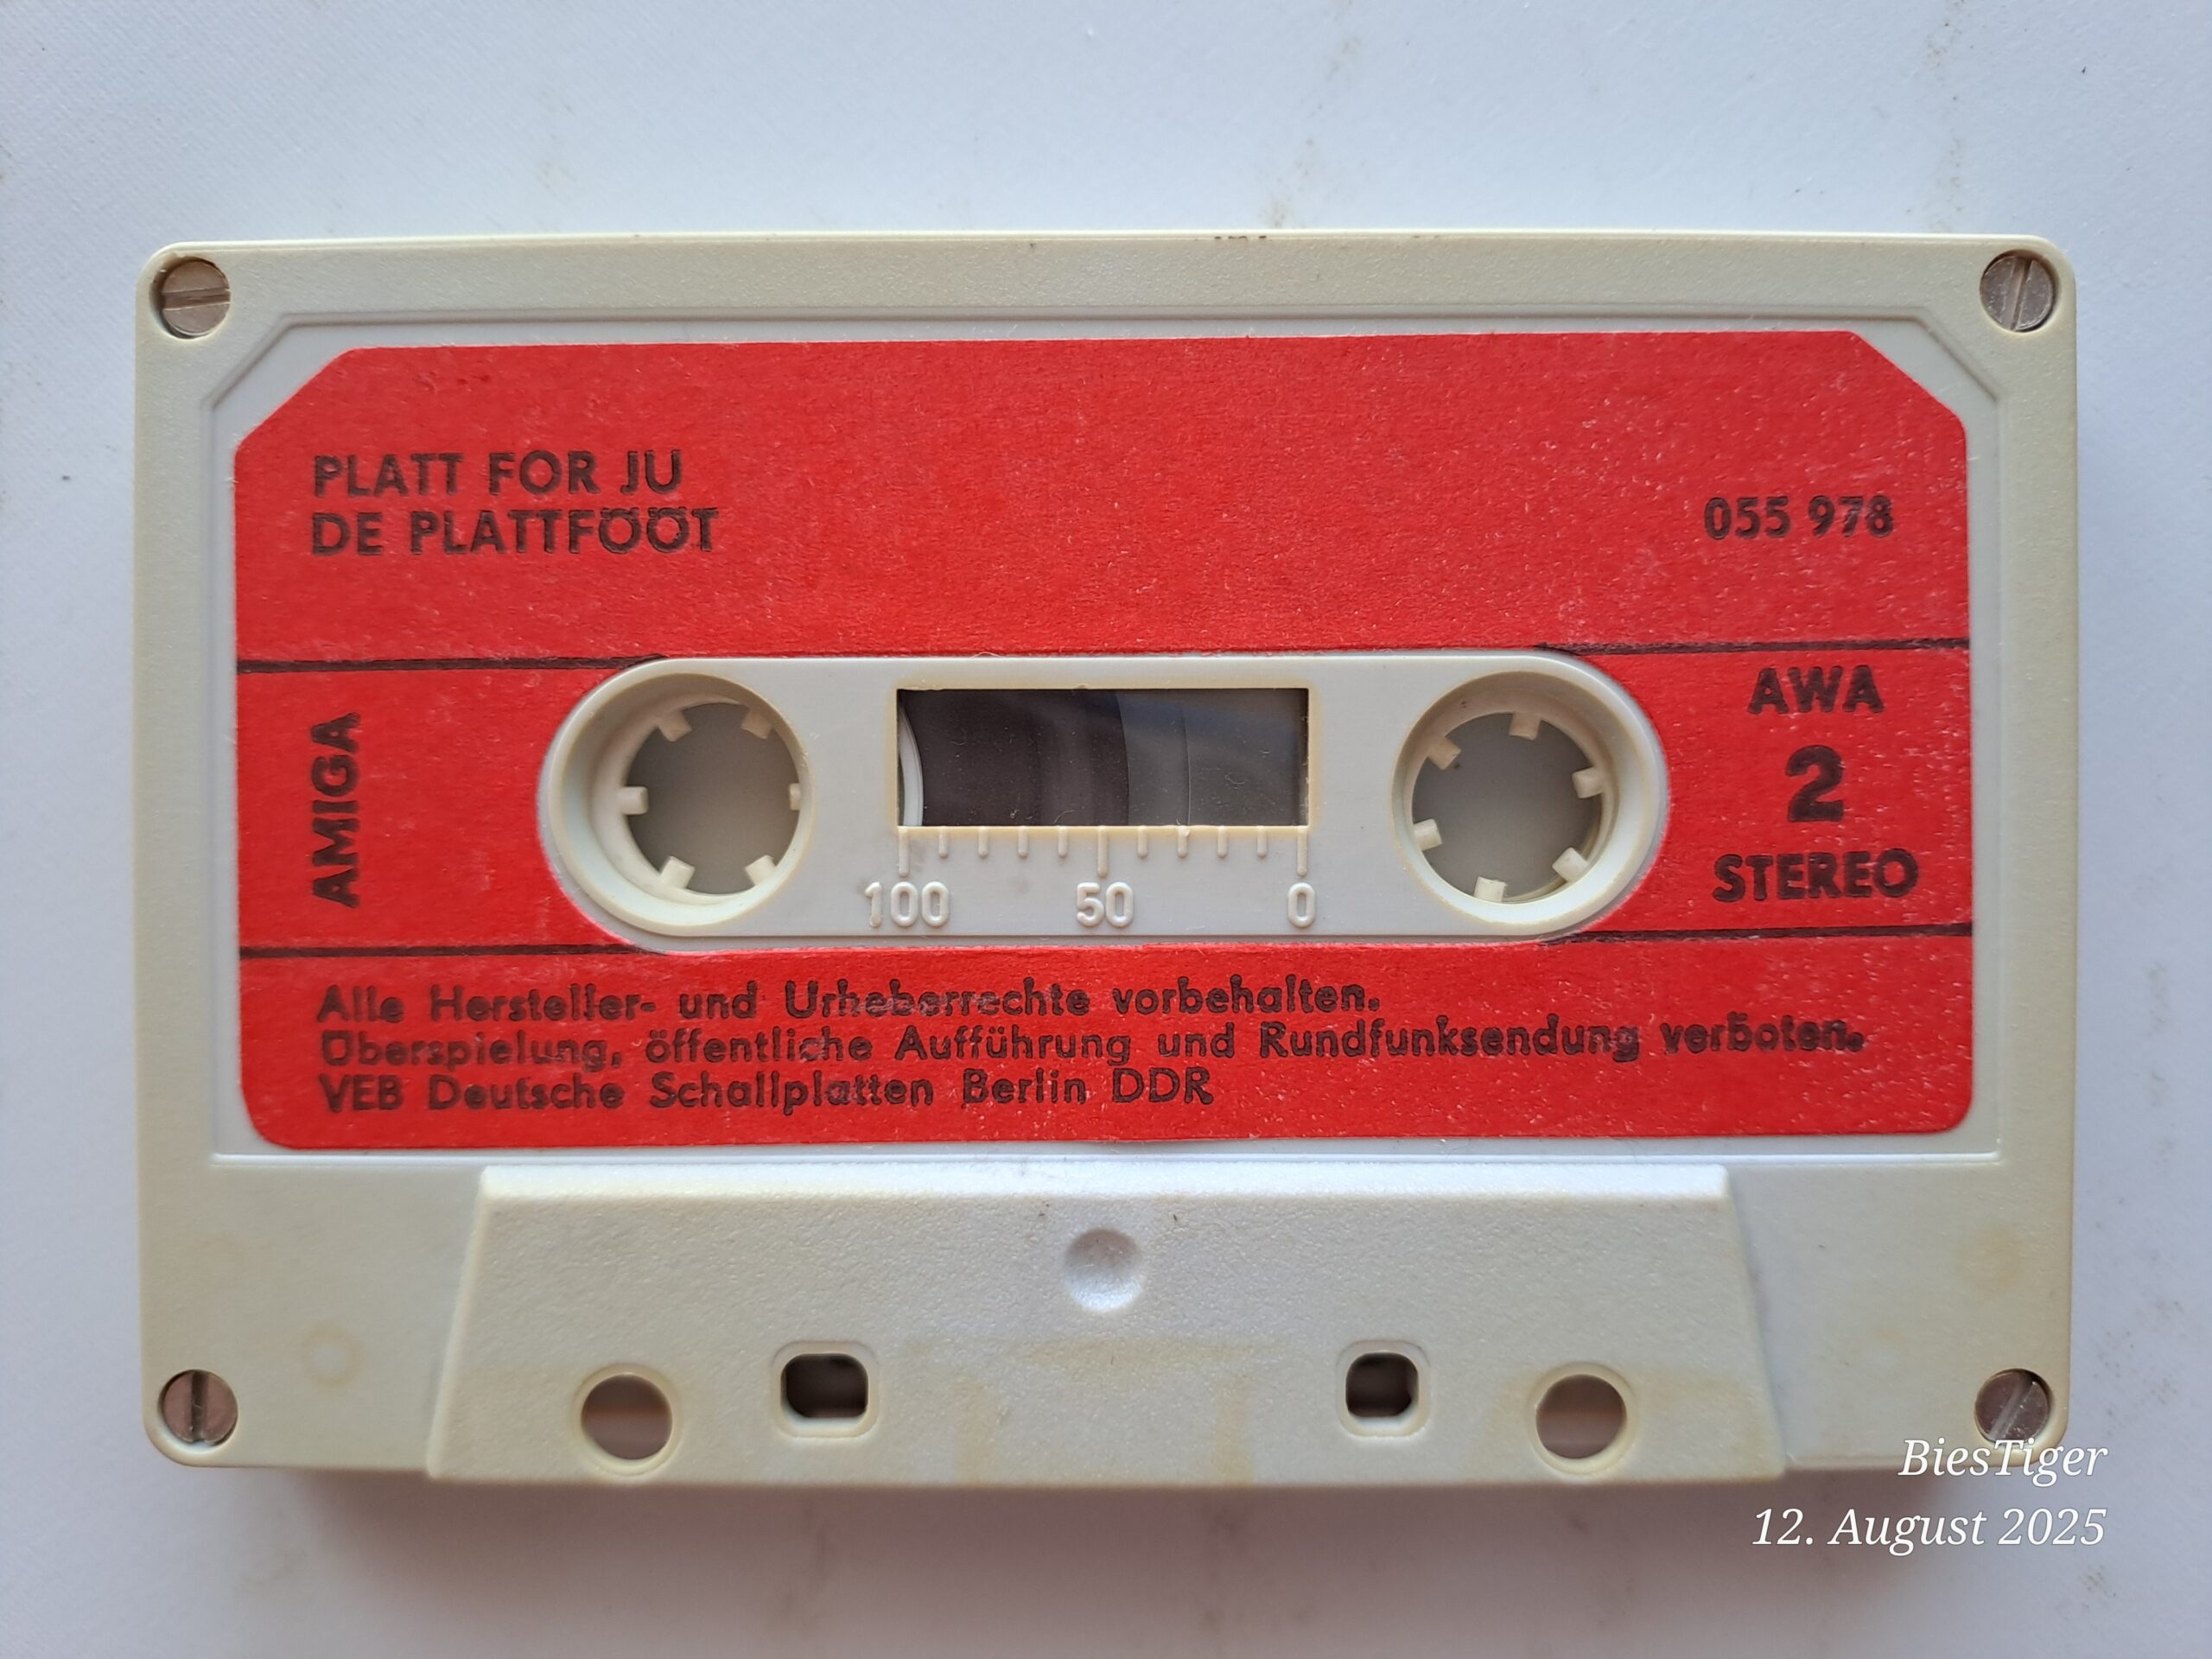 PLATT FOR JU
DE PLATTFÖÖT
055 978
AMIGA
AWA
2
STEREO
100 50 0
Alle Hersteller- und Urheberrechte vorbehalten.
Überspielung, öffentliche Aufführung und Rundfunksendung verboten.
VEB Deutsche Schallplatten Berlin DDR
BiesTiger
12. August 2025